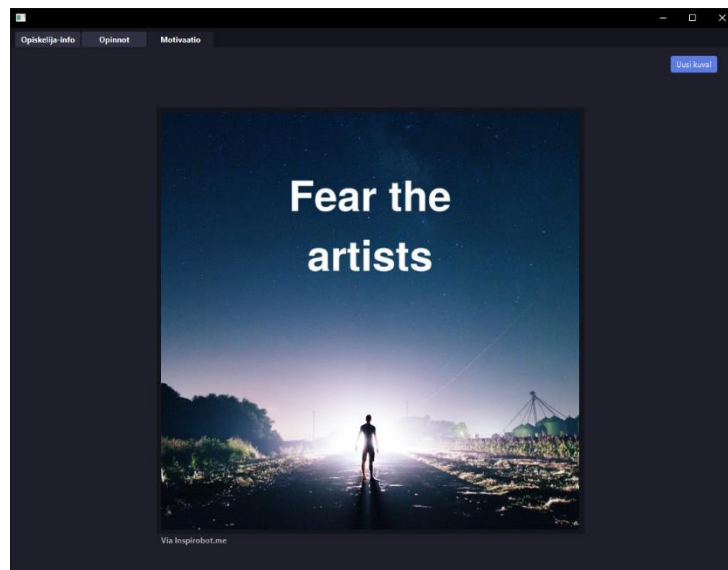 Opiskelija-info Opinnot Motivaatio
Uusi kuva!
Fear the
artists
Via Inspirobot.me